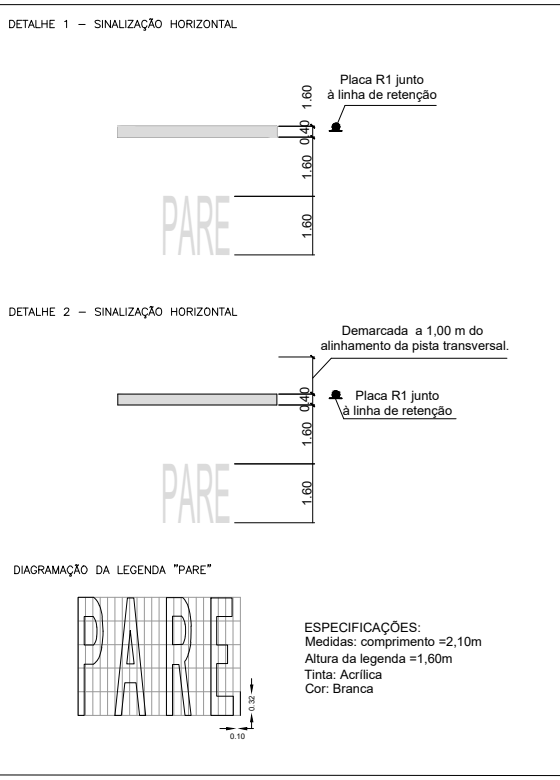 DETALHE 1 – SINALIZAÇÃO HORIZONTAL
Placa R1 junto
à linha de retenção
1.60
0.40
1.60
PARE
1.60
DETALHE 2 – SINALIZAÇÃO HORIZONTAL
Demarcada a 1,00 m do
alinhamento da pista transversal.
0.40
Placa R1 junto
à linha de retenção
1.60
PARE
1.60
DIAGRAMAÇÃO DA LEGENDA "PARE"
PARE
0.32
0.10
ESPECIFICAÇÕES:
Medidas: comprimento =2,10m
Altura da legenda =1,60m
Tinta: Acrílica
Cor: Branca